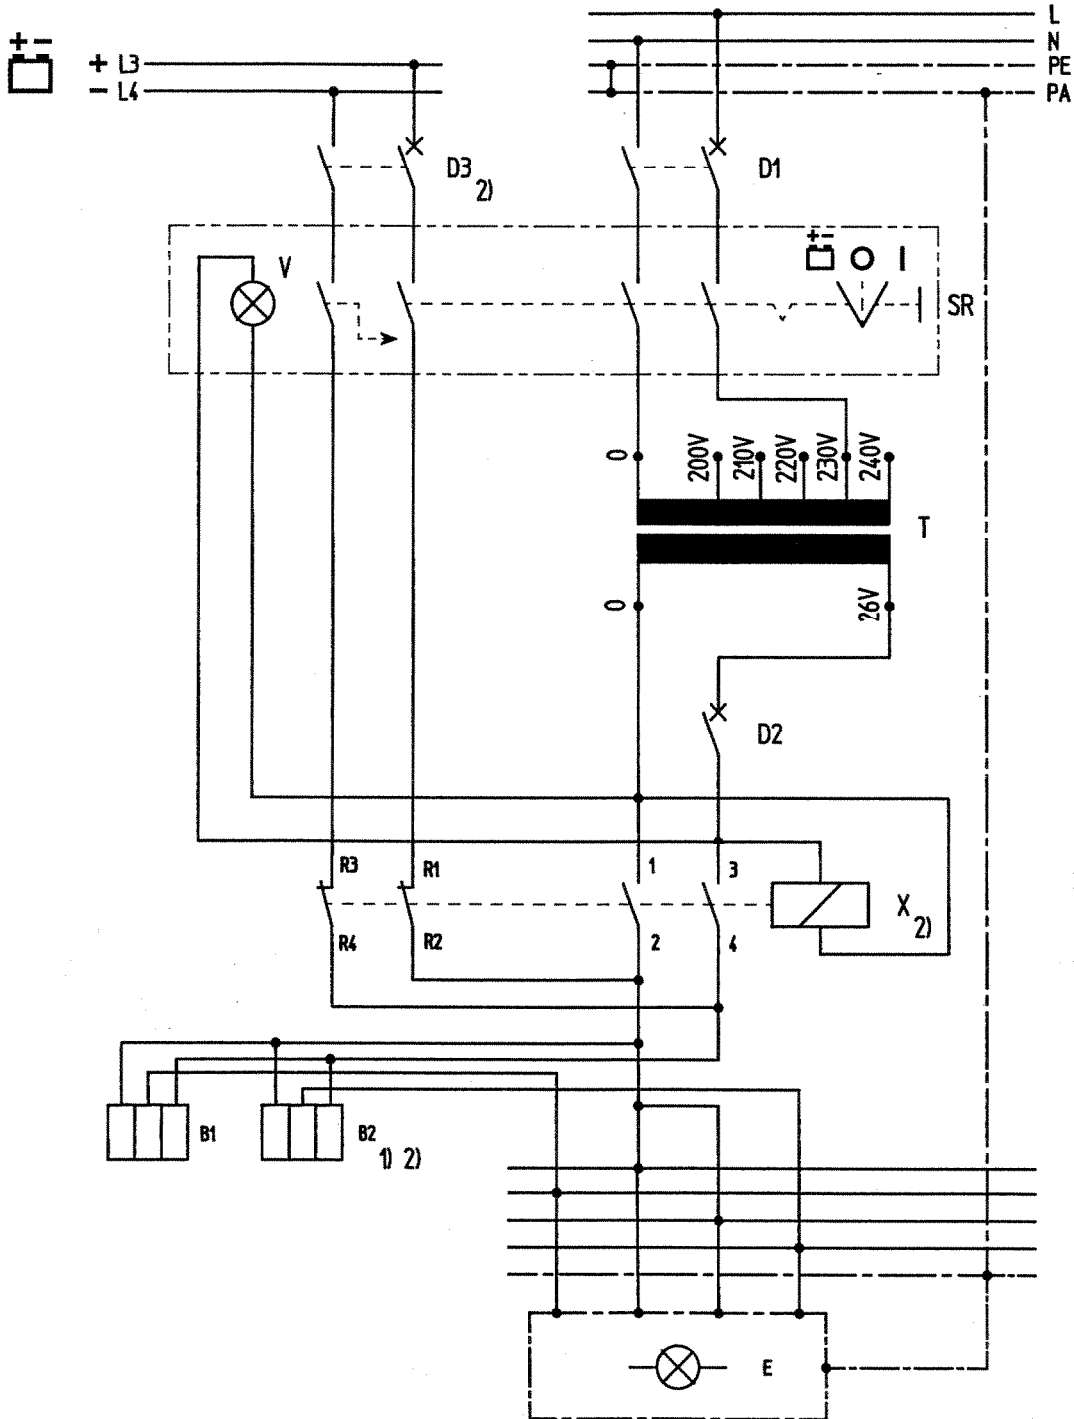 L
N
PE
PA
+ -
+ L3
- L4
D3
2)
D1
V
+ -
O I
SR
0
200V
210V
220V
230V
240V
T
0
26V
D2
R3
R1
1
3
X
2)
R4
R2
2
4
B1
B2
1) 2)
E